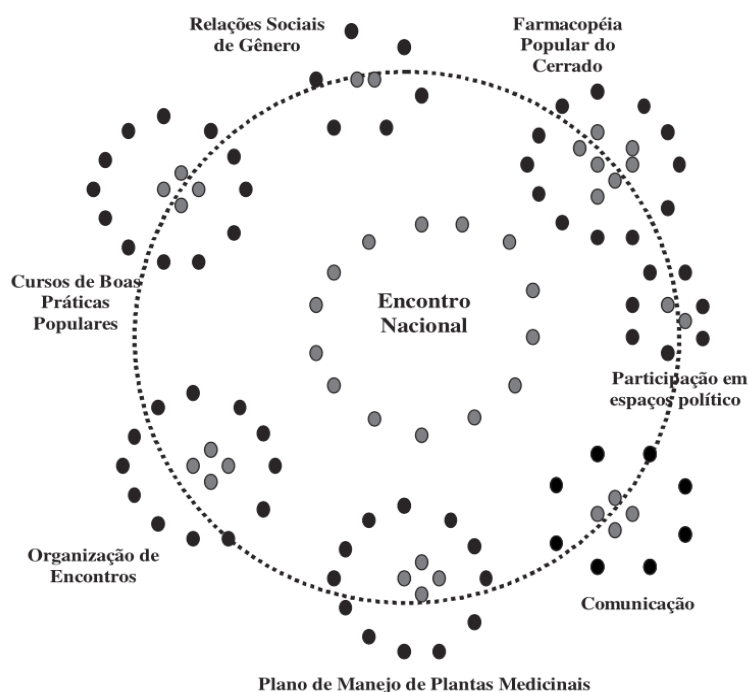 Relações Sociais
de Gênero
Farmacopéia
Popular do
Cerrado
Cursos de Boas
Práticas
Populares
Encontro
Nacional
Participação em
espaços político
Organização de
Encontros
Comunicação
Plano de Manejo de Plantas Medicinais